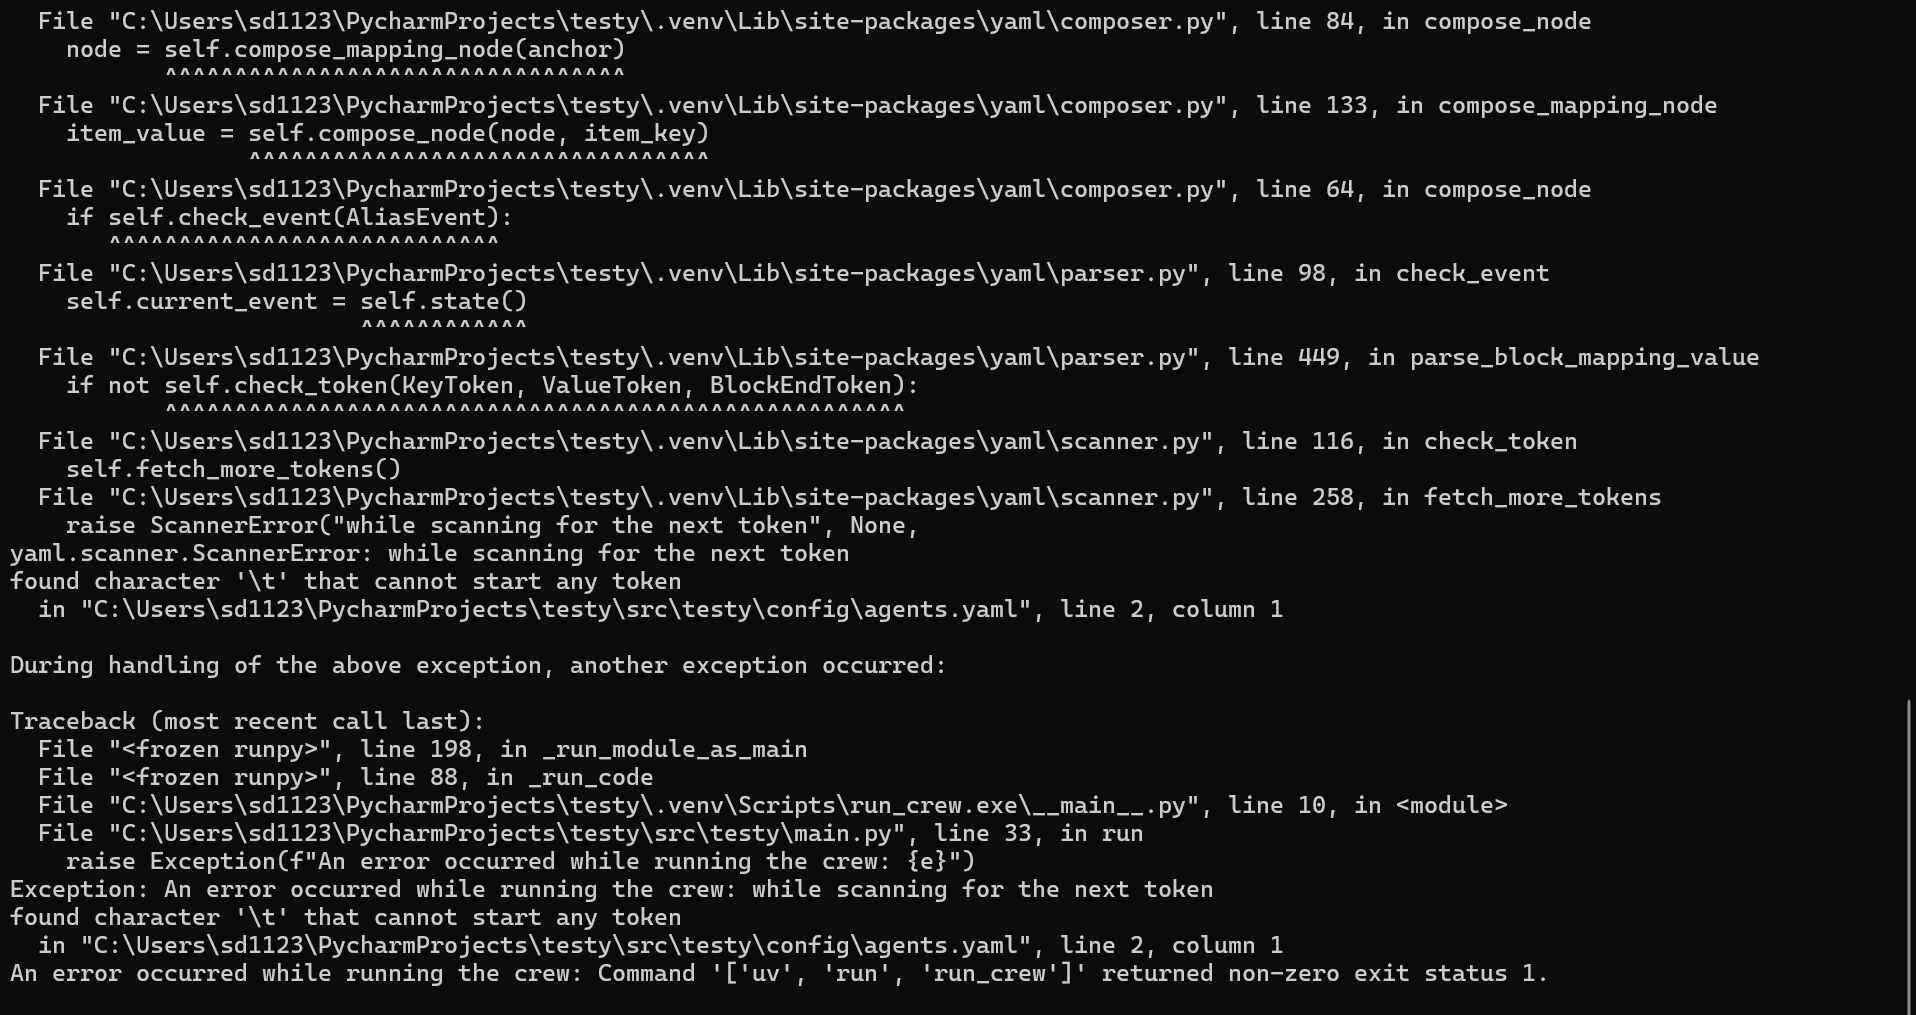 File "C:\Users\sd1123\PycharmProjects\testy\.venv\Lib\site-packages\yaml\composer.py", line 84, in compose_node
    node = self.compose_mapping_node(anchor)
           ^^^^^^^^^^^^^^^^^^^^^^^^^^^^^^^^^
  File "C:\Users\sd1123\PycharmProjects\testy\.venv\Lib\site-packages\yaml\composer.py", line 133, in compose_mapping_node
    item_value = self.compose_node(node, item_key)
                 ^^^^^^^^^^^^^^^^^^^^^^^^^^^^^^^^^
  File "C:\Users\sd1123\PycharmProjects\testy\.venv\Lib\site-packages\yaml\composer.py", line 64, in compose_node
    if self.check_event(AliasEvent):
       ^^^^^^^^^^^^^^^^^^^^^^^^^^^^
  File "C:\Users\sd1123\PycharmProjects\testy\.venv\Lib\site-packages\yaml\parser.py", line 98, in check_event
    self.current_event = self.state()
                         ^^^^^^^^^^^^
  File "C:\Users\sd1123\PycharmProjects\testy\.venv\Lib\site-packages\yaml\parser.py", line 449, in parse_block_mapping_value
    if not self.check_token(KeyToken, ValueToken, BlockEndToken):
           ^^^^^^^^^^^^^^^^^^^^^^^^^^^^^^^^^^^^^^^^^^^^^^^^^^^^^
  File "C:\Users\sd1123\PycharmProjects\testy\.venv\Lib\site-packages\yaml\scanner.py", line 116, in check_token
    self.fetch_more_tokens()
  File "C:\Users\sd1123\PycharmProjects\testy\.venv\Lib\site-packages\yaml\scanner.py", line 258, in fetch_more_tokens
    raise ScannerError("while scanning for the next token", None,
yaml.scanner.ScannerError: while scanning for the next token
found character '\t' that cannot start any token
  in "C:\Users\sd1123\PycharmProjects\testy\src\testy\config\agents.yaml", line 2, column 1

During handling of the above exception, another exception occurred:

Traceback (most recent call last):
  File "<frozen runpy>", line 198, in _run_module_as_main
  File "<frozen runpy>", line 88, in _run_code
  File "C:\Users\sd1123\PycharmProjects\testy\.venv\Scripts\run_crew.exe\__main__.py", line 10, in <module>
  File "C:\Users\sd1123\PycharmProjects\testy\src\testy\main.py", line 33, in run
    raise Exception(f"An error occurred while running the crew: {e}")
Exception: An error occurred while running the crew: while scanning for the next token
found character '\t' that cannot start any token
  in "C:\Users\sd1123\PycharmProjects\testy\src\testy\config\agents.yaml", line 2, column 1
An error occurred while running the crew: Command '['uv', 'run', 'run_crew']' returned non-zero exit status 1.